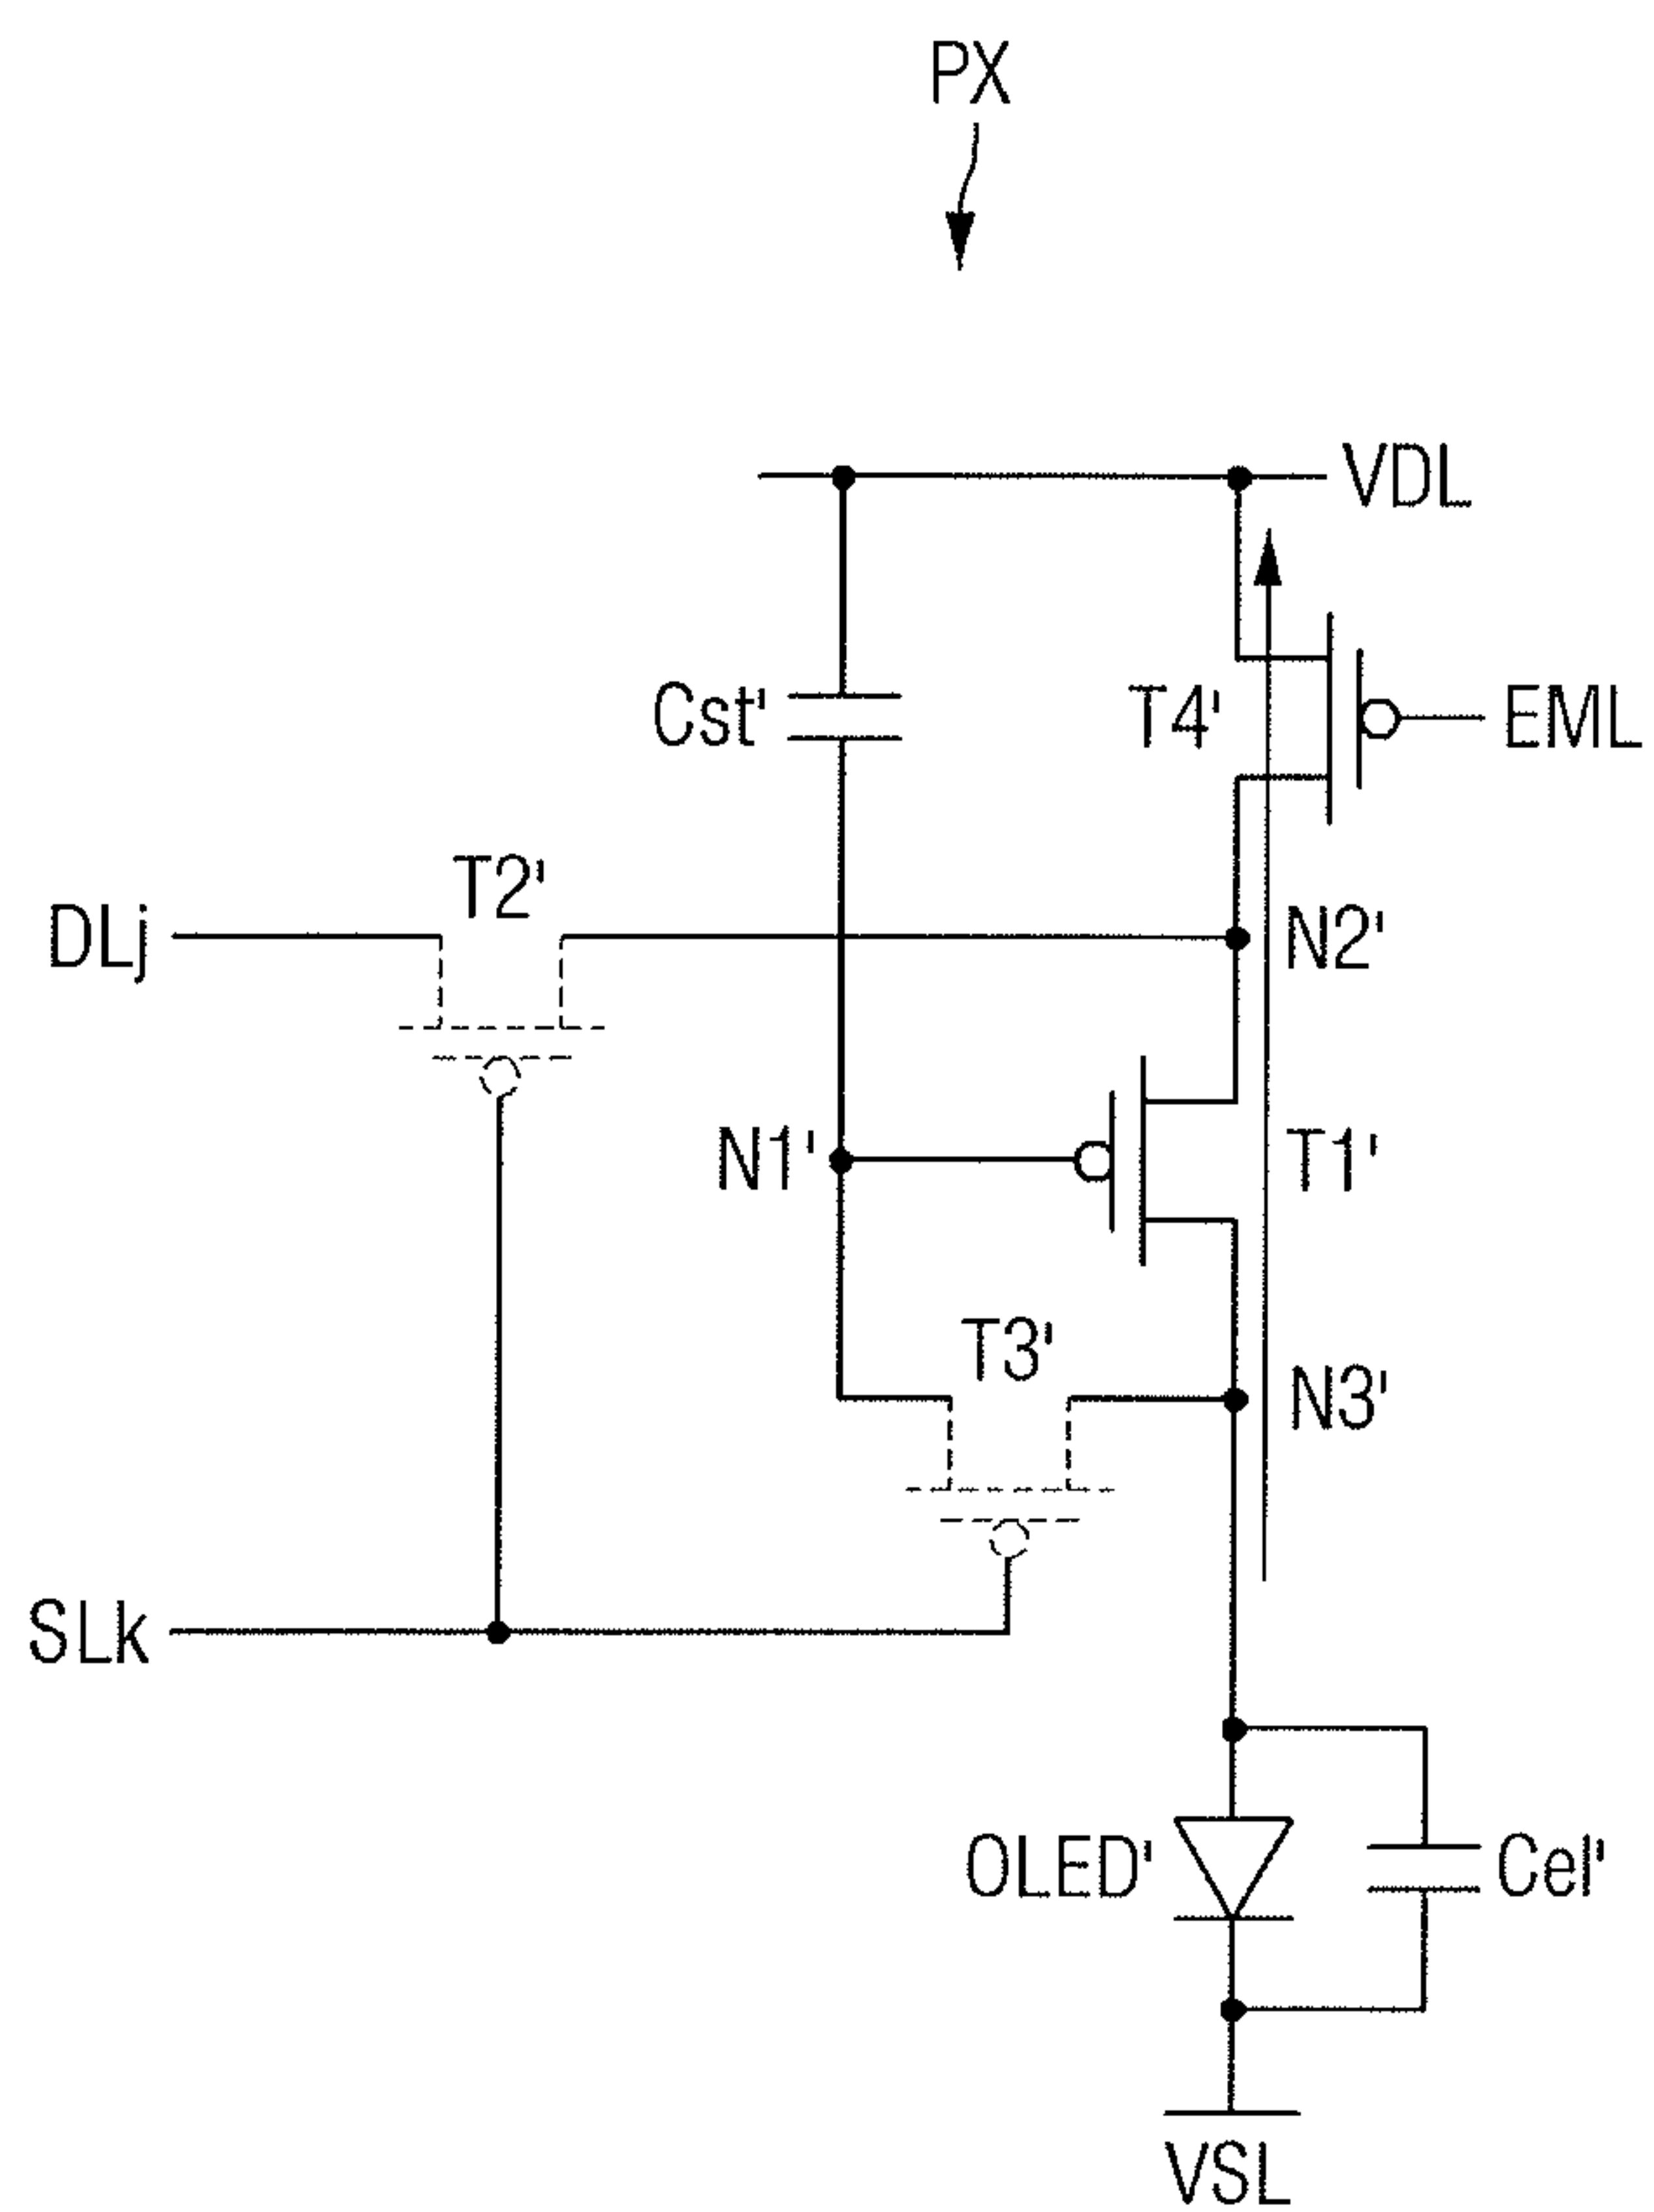 PX
VDL
Cst'
T4'
EML
T2'
DLj
N2'
N1'
T1'
T3'
N3'
SLk
OLED'
Cel'
VSL